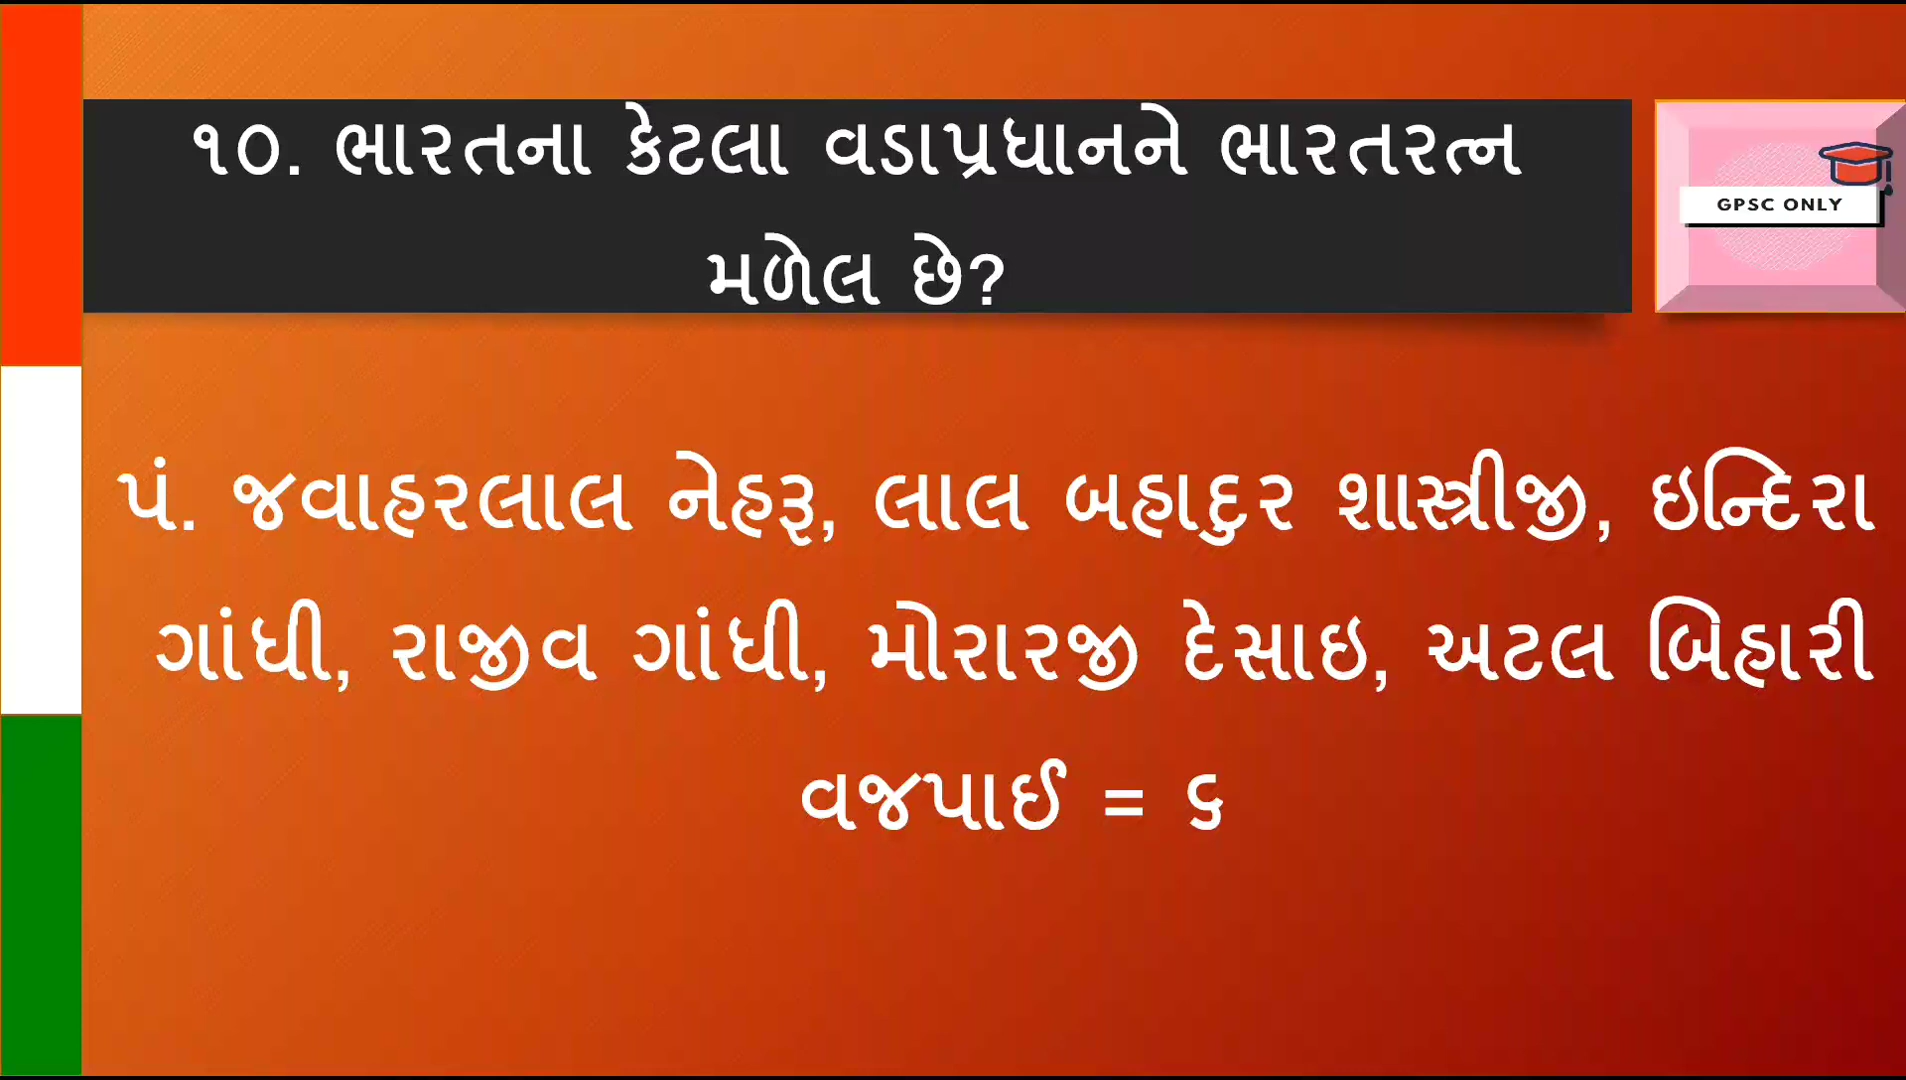 ૧૦. ભારતના કેટલા વડાપ્રધાનને ભારતરત્ન
મળેલ છે?
GPSC ONLY
પં. જવાહરલાલ નેહરૂ, લાલ બહાદુર શાસ્ત્રીજી, ઇન્દિરા
ગાંધી, રાજીવ ગાંધી, મોરારજી દેસાઇ, અટલ બિહારી
વજપાઈ = ૬